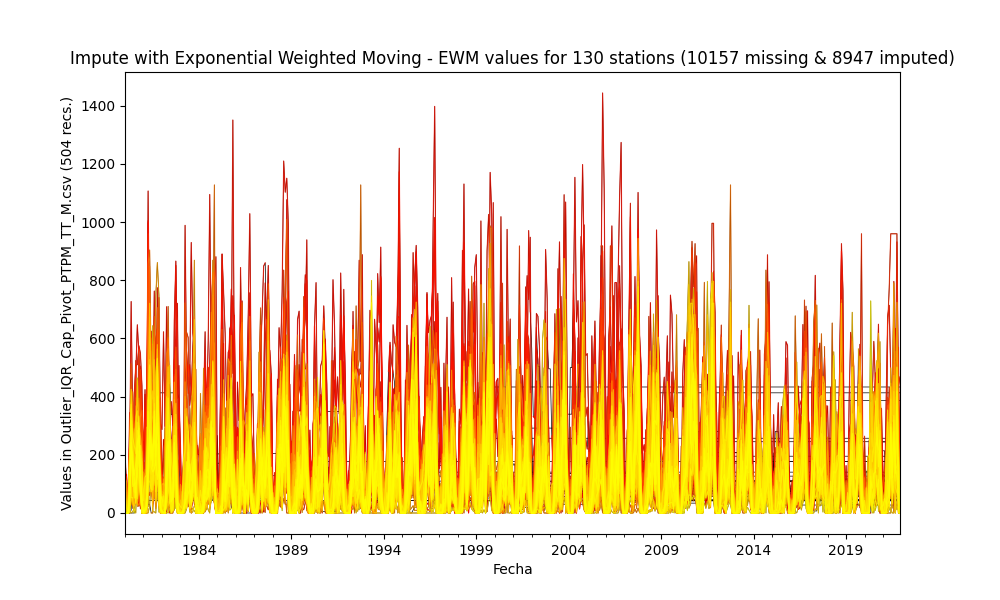 Impute with Exponential Weighted Moving - EWM values for 130 stations (10157 missing & 8947 imputed)
Values in Outlier_IQR_Cap_Pivot_PTPM_TT_M.csv (504 recs.)
1400
1200
1000
800
600
400
200
0
1984 1989 1994 1999 2004 2009 2014 2019
Fecha